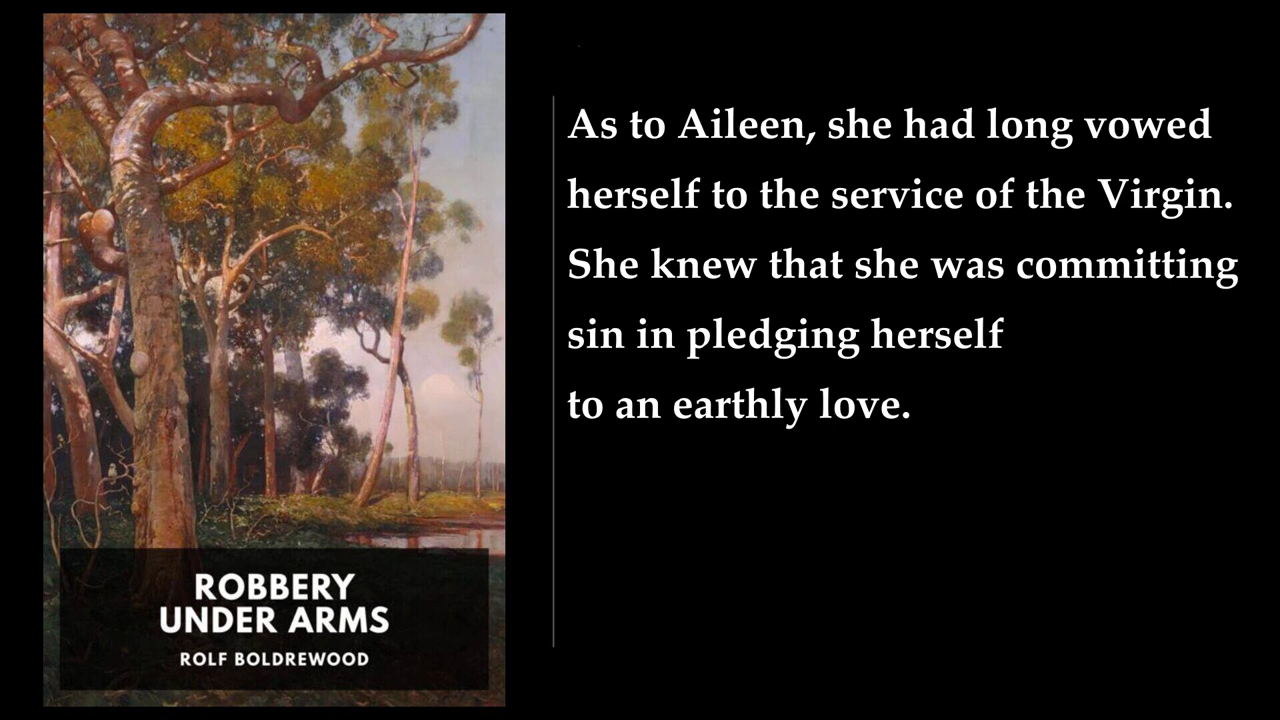 ROBBERY
UNDER ARMS
ROLF BOLDREWOOD
As to Aileen, she had long vowed
herself to the service of the Virgin.
She knew that she was committing
sin in pledging herself
to an earthly love.